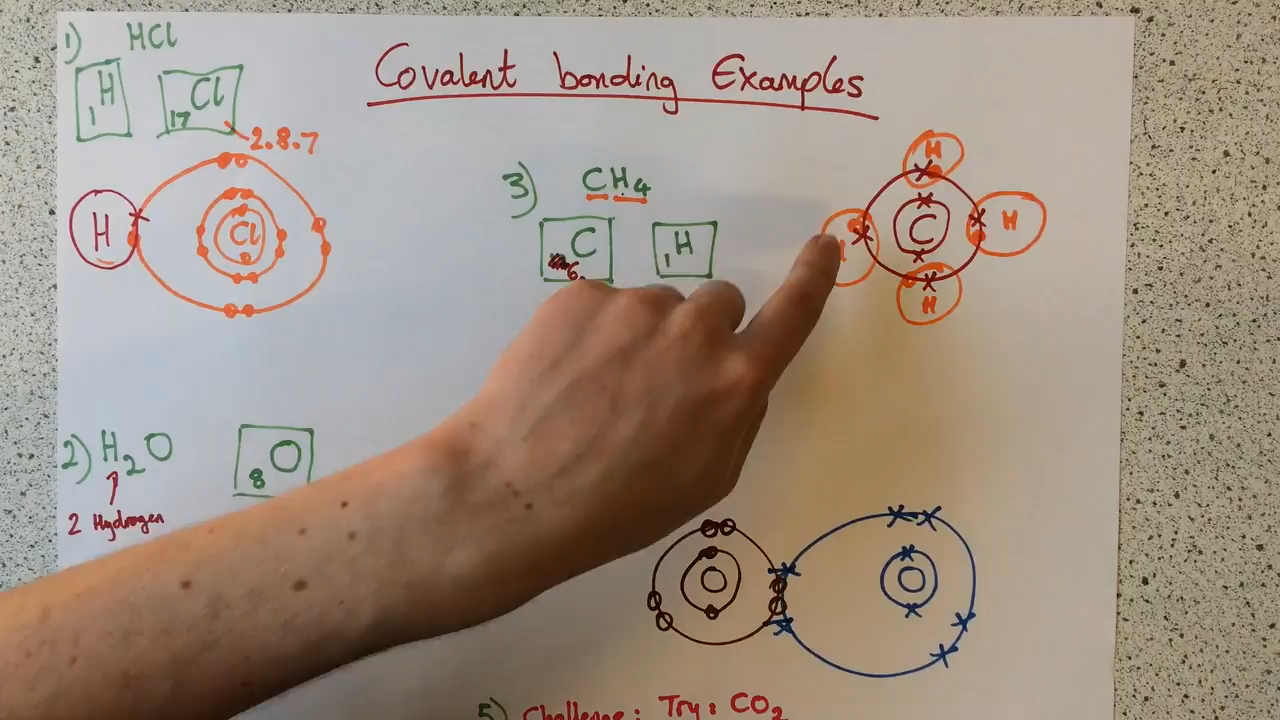 Covalent bonding Examples
1) HCl
1 H
17 Cl
2.8.7
H
Cl
3) CH4
6 C
1 H
H
C
H
H
2) H2O
8 O
2 Hydrogen
O
O
5) Challenge: Try: CO2